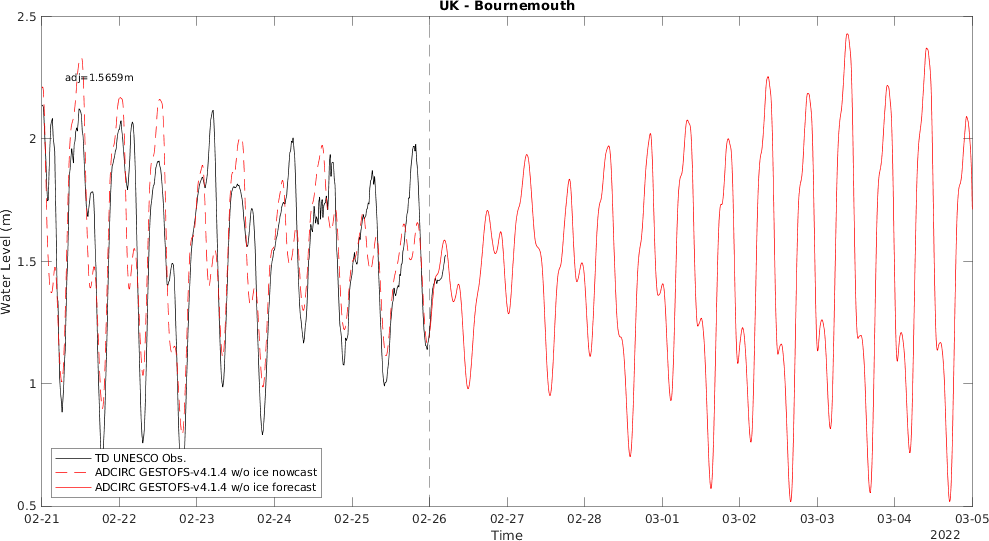 UK - Bournemouth
2.5
adj=1.5659m
2
Water Level (m)
1.5
1
TD UNESCO Obs.
ADCIRC GESTOFS-v4.1.4 w/o ice nowcast
ADCIRC GESTOFS-v4.1.4 w/o ice forecast
0.5
02-21 02-22 02-23 02-24 02-25 02-26 02-27 02-28 03-01 03-02 03-03 03-04 03-05
Time
2022